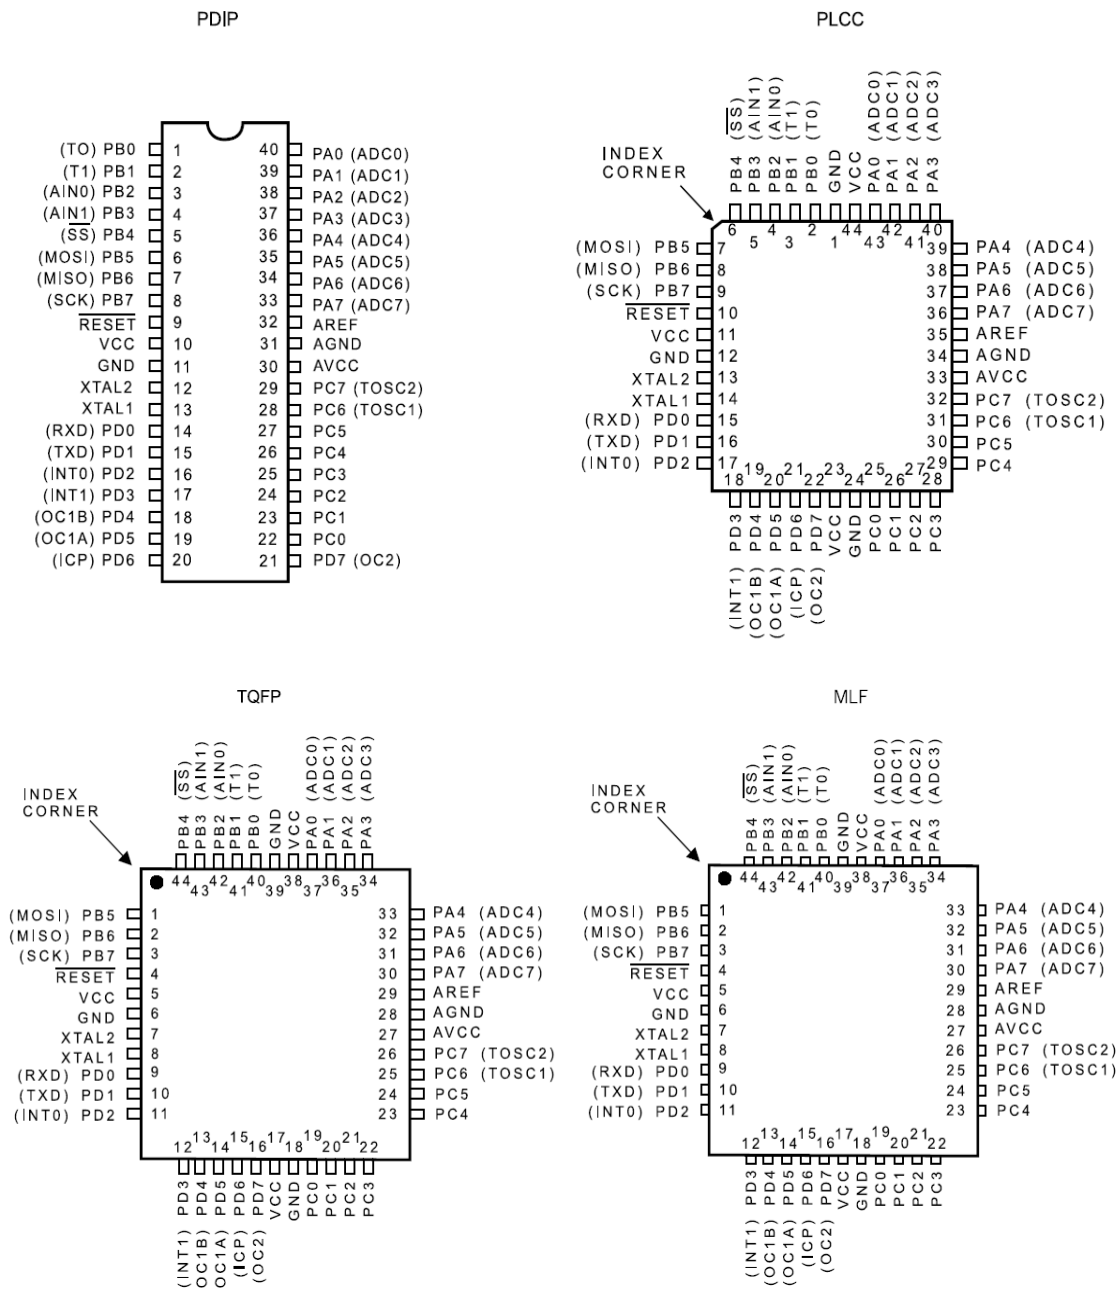 PDIP
(TO) PB0 1 40 PA0 (ADC0)
(T1) PB1 2 39 PA1 (ADC1)
(AIN0) PB2 3 38 PA2 (ADC2)
(AIN1) PB3 4 37 PA3 (ADC3)
(SS) PB4 5 36 PA4 (ADC4)
(MOSI) PB5 6 35 PA5 (ADC5)
(MISO) PB6 7 34 PA6 (ADC6)
(SCK) PB7 8 33 PA7 (ADC7)
RESET 9 32 AREF
VCC 10 31 AGND
GND 11 30 AVCC
XTAL2 12 29 PC7 (TOSC2)
XTAL1 13 28 PC6 (TOSC1)
(RXD) PD0 14 27 PC5
(TXD) PD1 15 26 PC4
(INT0) PD2 16 25 PC3
(INT1) PD3 17 24 PC2
(OC1B) PD4 18 23 PC1
(OC1A) PD5 19 22 PC0
(ICP) PD6 20 21 PD7 (OC2)
PLCC
INDEX
CORNER
PB4 (SS)
PB3 (AIN1)
PB2 (AIN0)
PB1 (T1)
PB0 (T0)
GND
VCC
PA0 (ADC0)
PA1 (ADC1)
PA2 (ADC2)
PA3 (ADC3)
6 5 4 3 2 1 44 43 42 41 40
(MOSI) PB5 7 39 PA4 (ADC4)
(MISO) PB6 8 38 PA5 (ADC5)
(SCK) PB7 9 37 PA6 (ADC6)
RESET 10 36 PA7 (ADC7)
VCC 11 35 AREF
GND 12 34 AGND
XTAL2 13 33 AVCC
XTAL1 14 32 PC7 (TOSC2)
(RXD) PD0 15 31 PC6 (TOSC1)
(TXD) PD1 16 30 PC5
(INT0) PD2 17 29 PC4
18 19 20 21 22 23 24 25 26 27 28
(INT1) PD3
(OC1B) PD4
(OC1A) PD5
(ICP) PD6
(OC2) PD7
VCC
GND
PC0
PC1
PC2
PC3
TQFP
INDEX
CORNER
PB4 (SS)
PB3 (AIN1)
PB2 (AIN0)
PB1 (T1)
PB0 (T0)
GND
VCC
PA0 (ADC0)
PA1 (ADC1)
PA2 (ADC2)
PA3 (ADC3)
44 43 42 41 40 39 38 37 36 35 34
(MOSI) PB5 1 33 PA4 (ADC4)
(MISO) PB6 2 32 PA5 (ADC5)
(SCK) PB7 3 31 PA6 (ADC6)
RESET 4 30 PA7 (ADC7)
VCC 5 29 AREF
GND 6 28 AGND
XTAL2 7 27 AVCC
XTAL1 8 26 PC7 (TOSC2)
(RXD) PD0 9 25 PC6 (TOSC1)
(TXD) PD1 10 24 PC5
(INT0) PD2 11 23 PC4
12 13 14 15 16 17 18 19 20 21 22
(INT1) PD3
OC1B) PD4
OC1A) PD5
(ICP) PD6
(OC2) PD7
VCC
GND
PC0
PC1
PC2
PC3
MLF
INDEX
CORNER
PB4 (SS)
PB3 (AIN1)
PB2 (AIN0)
PB1 (T1)
PB0 (T0)
GND
VCC
PA0 (ADC0)
PA1 (ADC1)
PA2 (ADC2)
PA3 (ADC3)
44 43 42 41 40 39 38 37 36 35 34
(MOSI) PB5 1 33 PA4 (ADC4)
(MISO) PB6 2 32 PA5 (ADC5)
(SCK) PB7 3 31 PA6 (ADC6)
RESET 4 30 PA7 (ADC7)
VCC 5 29 AREF
GND 6 28 AGND
XTAL2 7 27 AVCC
XTAL1 8 26 PC7 (TOSC2)
(RXD) PD0 9 25 PC6 (TOSC1)
(TXD) PD1 10 24 PC5
(INT0) PD2 11 23 PC4
12 13 14 15 16 17 18 19 20 21 22
(INT1) PD3
(OC1B) PD4
(OC1A) PD5
(ICP) PD6
(OC2) PD7
VCC
GND
PC0
PC1
PC2
PC3